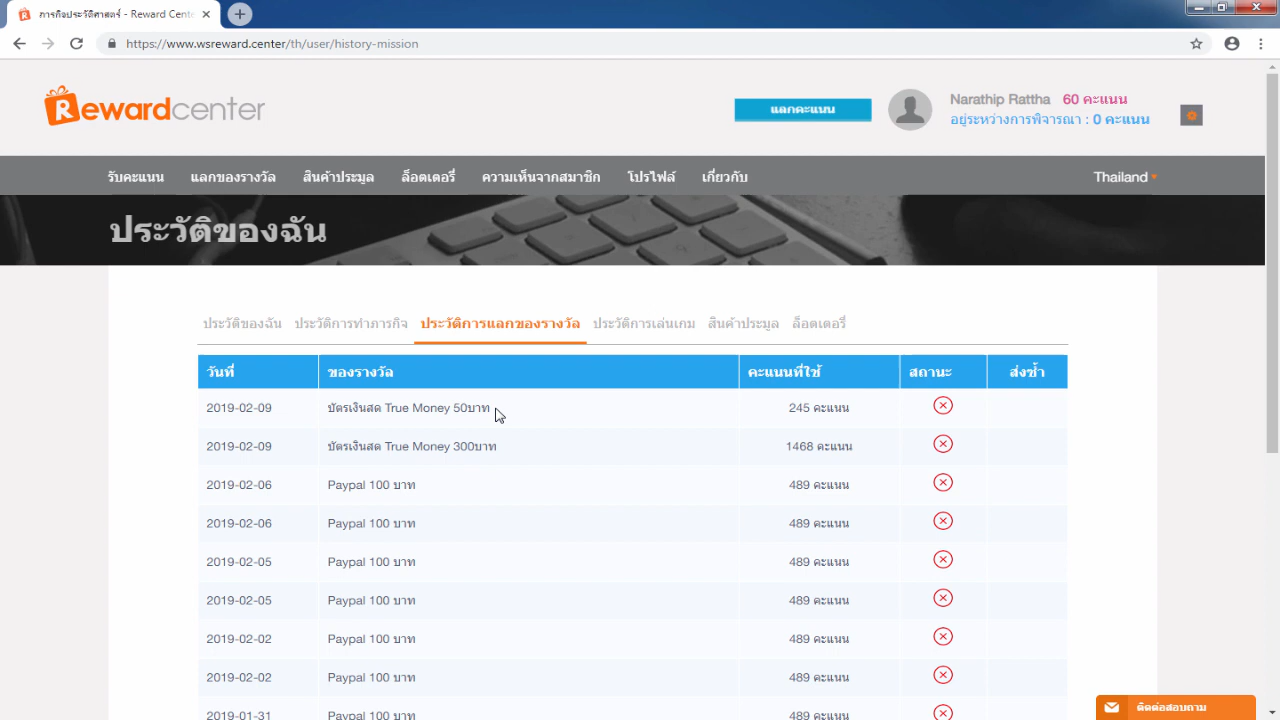 ภารกิจประวัติศาสตร์ - Reward Cente
https://www.wsreward.center/th/user/history-mission
Rewardcenter
แลกคะแนน
Narathip Rattha 60 คะแนน
อยู่ระหว่างการพิจารณา : 0 คะแนน
รับคะแนน แลกของรางวัล สินค้าประมูล ล็อตเตอรี่ ความเห็นจากสมาชิก โปรไฟล์ เกี่ยวกับ Thailand
ประวัติของฉัน
ประวัติของฉัน ประวัติการทำภารกิจ ประวัติการแลกของรางวัล ประวัติการเล่นเกม สินค้าประมูล ล็อตเตอรี่
วันที่ ของรางวัล คะแนนที่ใช้ สถานะ ส่งซ้ำ
2019-02-09 บัตรเงินสด True Money 50บาท 245 คะแนน
2019-02-09 บัตรเงินสด True Money 300บาท 1468 คะแนน
2019-02-06 Paypal 100 บาท 489 คะแนน
2019-02-06 Paypal 100 บาท 489 คะแนน
2019-02-05 Paypal 100 บาท 489 คะแนน
2019-02-05 Paypal 100 บาท 489 คะแนน
2019-02-02 Paypal 100 บาท 489 คะแนน
2019-02-02 Paypal 100 บาท 489 คะแนน
2019-01-31 Paypal 100 บาท 489 คะแนน
ติดต่อสอบถาม